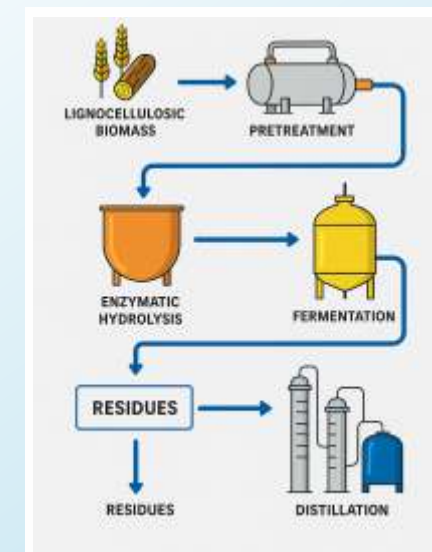 LIGNOCELLULOSIC
BIOMASS
PRETREATMENT
ENZYMATIC
HYDROLYSIS
FERMENTATION
RESIDUES
RESIDUES
DISTILLATION